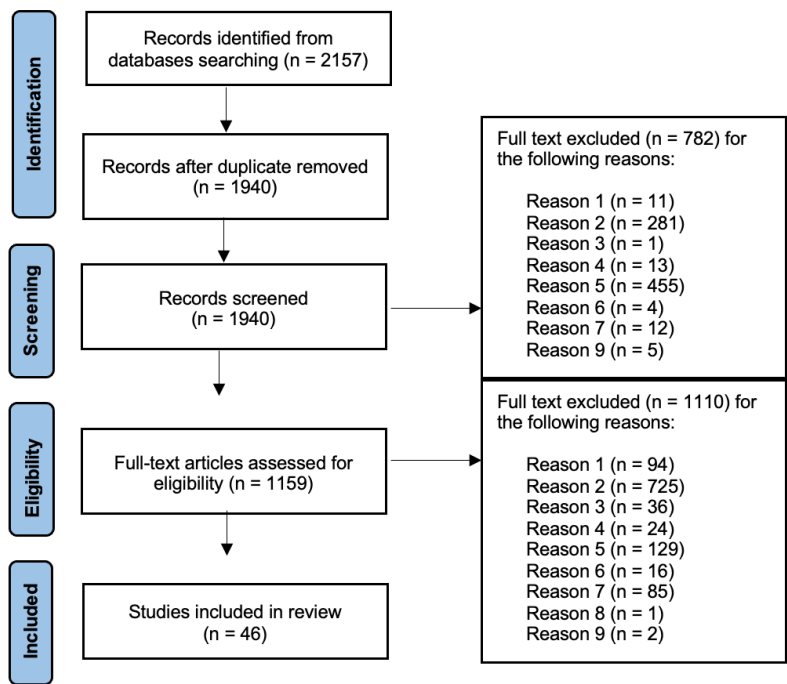 Identification
Records identified from
databases searching (n = 2157)
Records after duplicate removed
(n = 1940)
Screening
Records screened
(n = 1940)
Full text excluded (n = 782) for
the following reasons:
Reason 1 (n = 11)
Reason 2 (n = 281)
Reason 3 (n = 1)
Reason 4 (n = 13)
Reason 5 (n = 455)
Reason 6 (n = 4)
Reason 7 (n = 12)
Reason 9 (n = 5)
Eligibility
Full-text articles assessed for
eligibility (n = 1159)
Full text excluded (n = 1110) for
the following reasons:
Reason 1 (n = 94)
Reason 2 (n = 725)
Reason 3 (n = 36)
Reason 4 (n = 24)
Reason 5 (n = 129)
Reason 6 (n = 16)
Reason 7 (n = 85)
Reason 8 (n = 1)
Reason 9 (n = 2)
Included
Studies included in review
(n = 46)